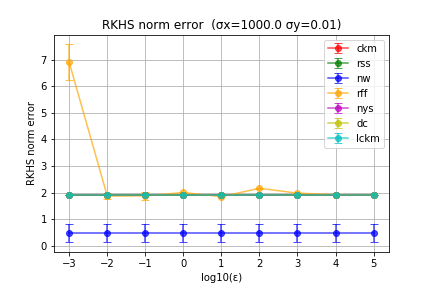 RKHS norm error  (σx=1000.0 σy=0.01)
ckm
rss
nw
rff
nys
dc
lckm
RKHS norm error
7
6
5
4
3
2
1
0
−3
−2
−1
0
1
2
3
4
5
log10(ε)